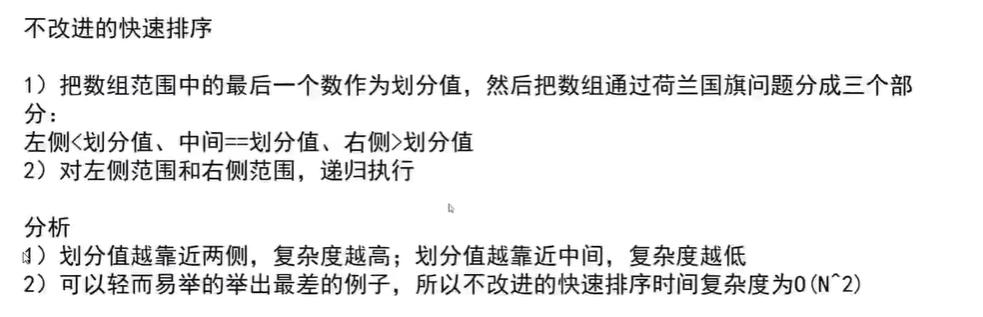 不改进的快速排序
1）把数组范围中的最后一个数作为划分值，然后把数组通过荷兰国旗问题分成三个部
分：
左侧<划分值、中间==划分值、右侧>划分值
2）对左侧范围和右侧范围，递归执行
分析
1）划分值越靠近两侧，复杂度越高；划分值越靠近中间，复杂度越低
2）可以轻而易举的举出最差的例子，所以不改进的快速排序时间复杂度为O(N^2)